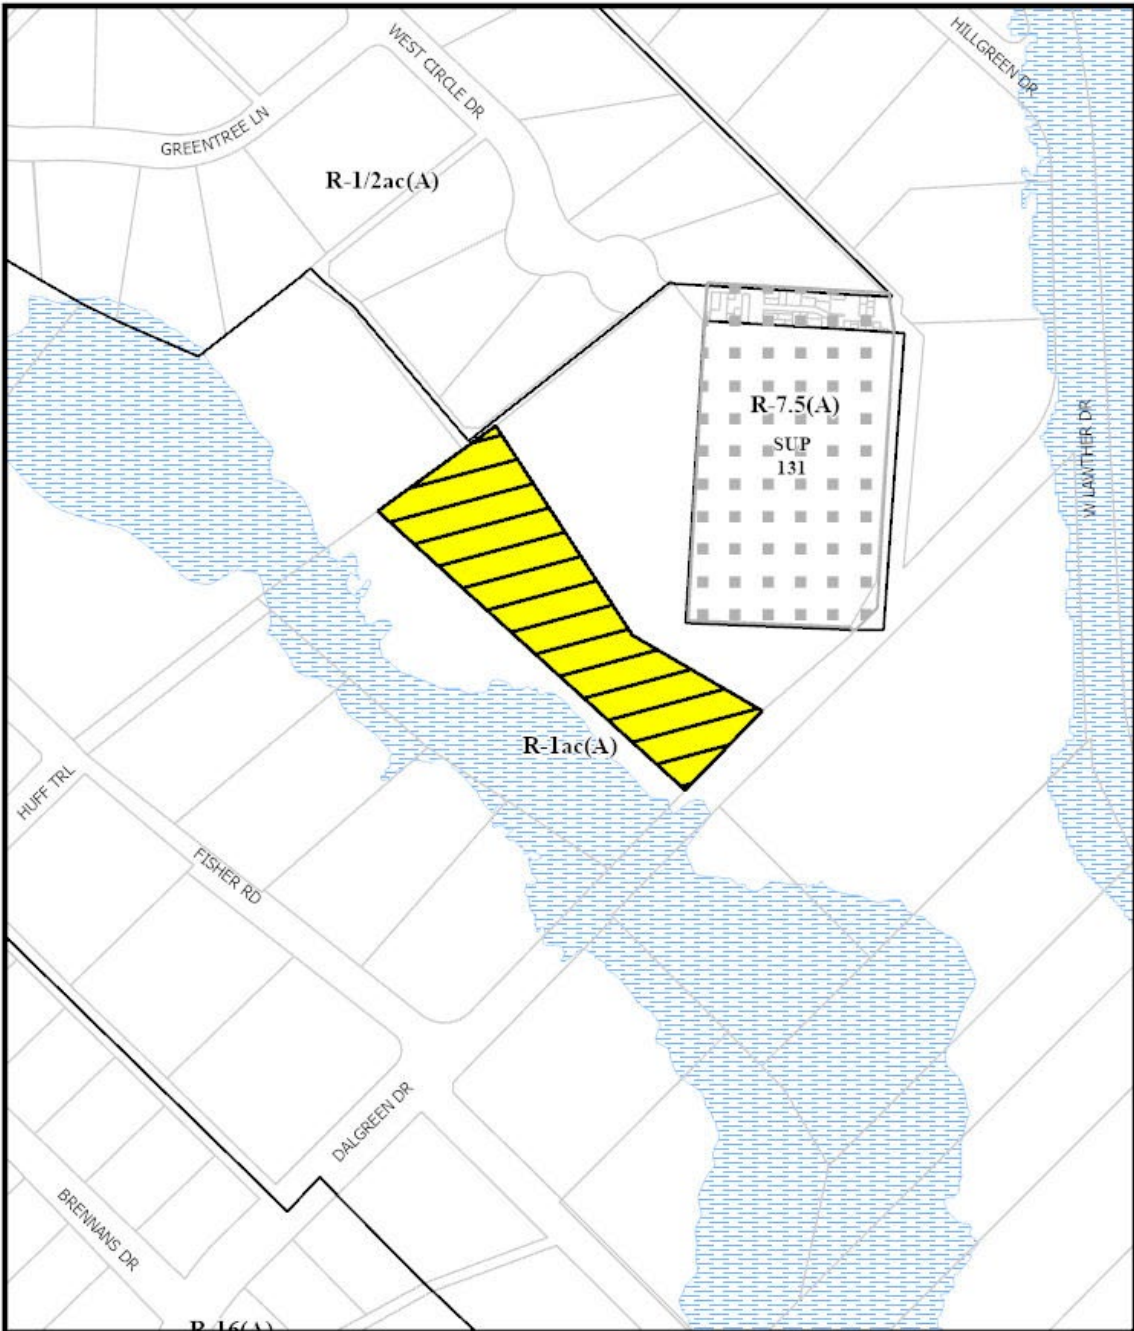 WEST CIRCLE DR
HILLGREEN DR
GREENTREE LN
R-1/2ac(A)
R-7.5(A)
SUP
131
W LAWTHER DR
R-1ac(A)
HUFF TRL
FISHER RD
DALGREEN DR
BRENNANS DR
R-16(A)